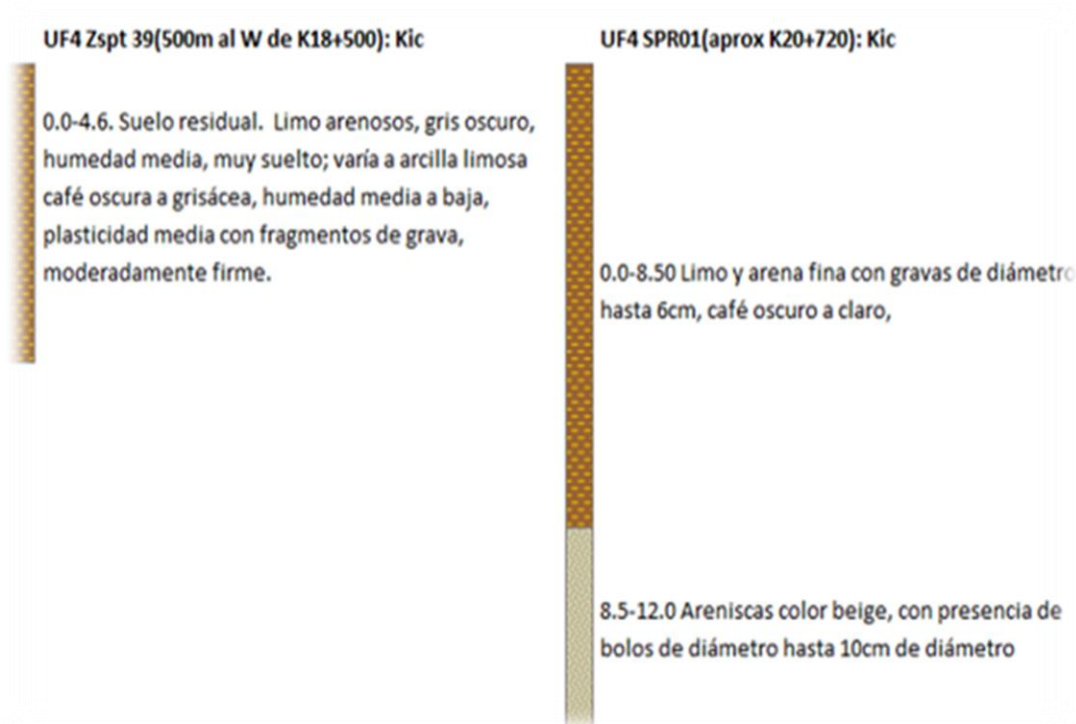 UF4 Zspt 39(500m al W de K18+500): Kic
0.0-4.6. Suelo residual. Limo arenosos, gris oscuro,
humedad media, muy suelto; varía a arcilla limosa
café oscura a grisácea, humedad media a baja,
plasticidad media con fragmentos de grava,
moderadamente firme.
UF4 SPR01(aprox K20+720): Kic
0.0-8.50 Limo y arena fina con gravas de diámetro
hasta 6cm, café oscuro a claro,
8.5-12.0 Areniscas color beige, con presencia de
bolos de diámetro hasta 10cm de diámetro